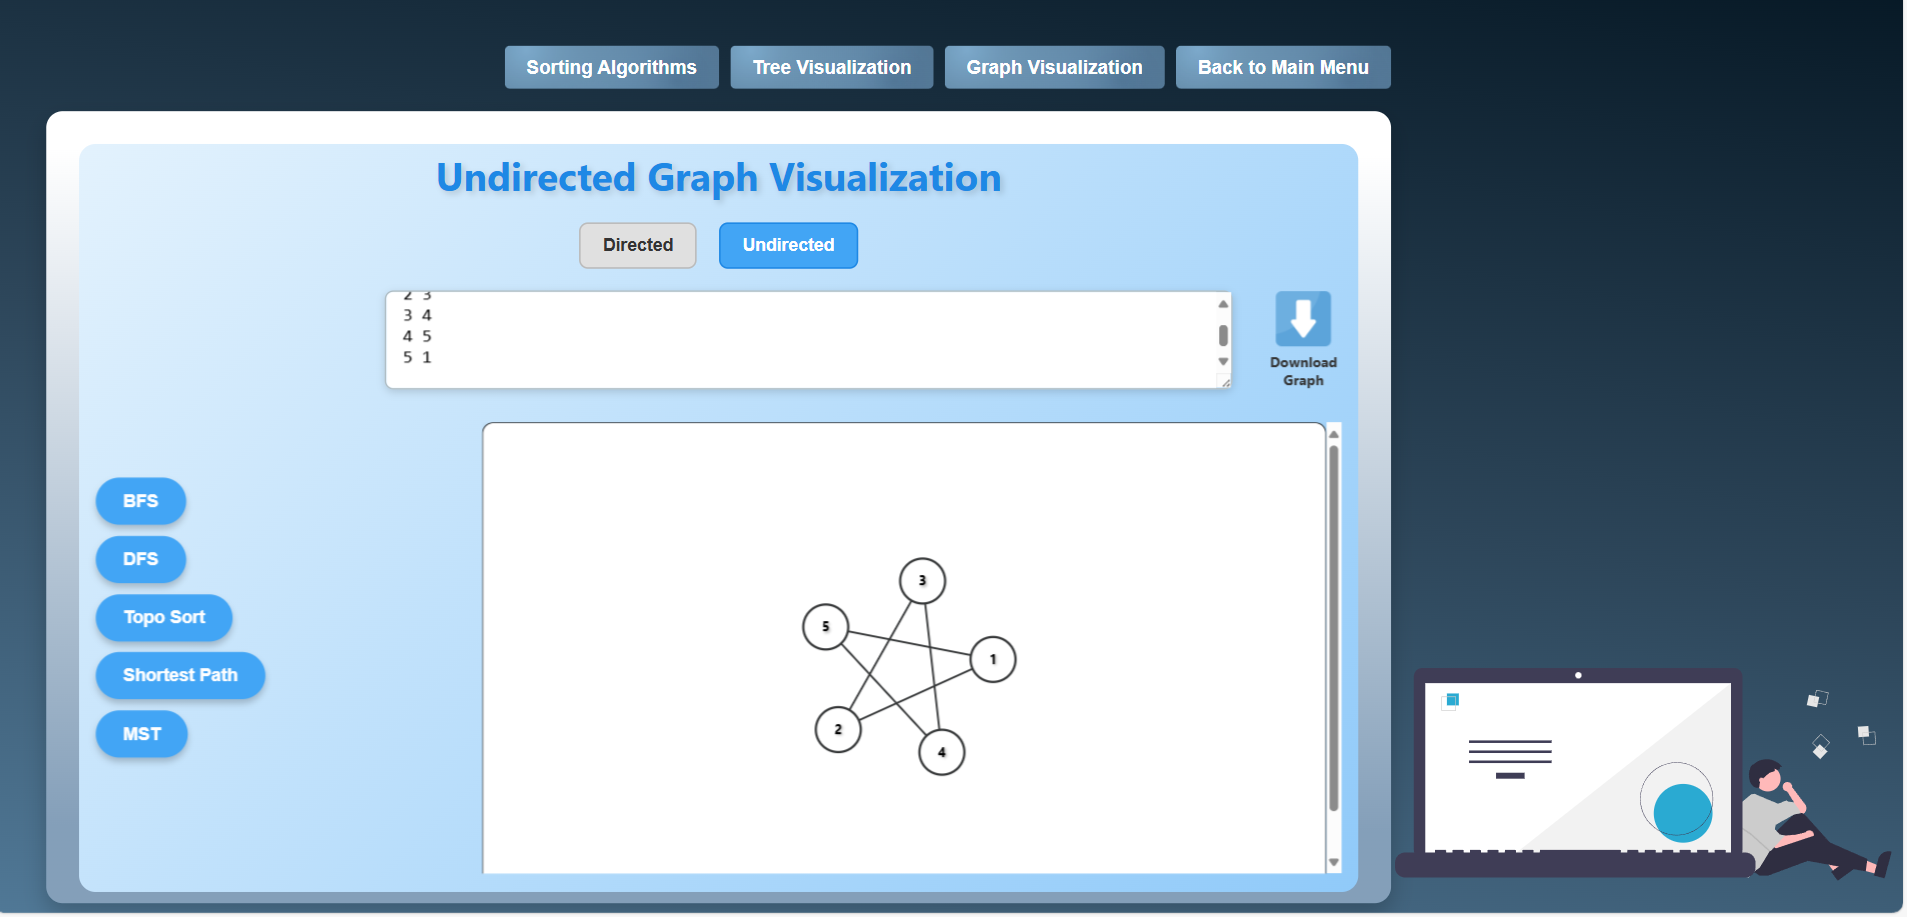 Sorting Algorithms
Tree Visualization
Graph Visualization
Back to Main Menu
Undirected Graph Visualization
Directed
Undirected
2 3
3 4
4 5
5 1
Download
Graph
BFS
DFS
Topo Sort
Shortest Path
MST
3
5
1
2
4